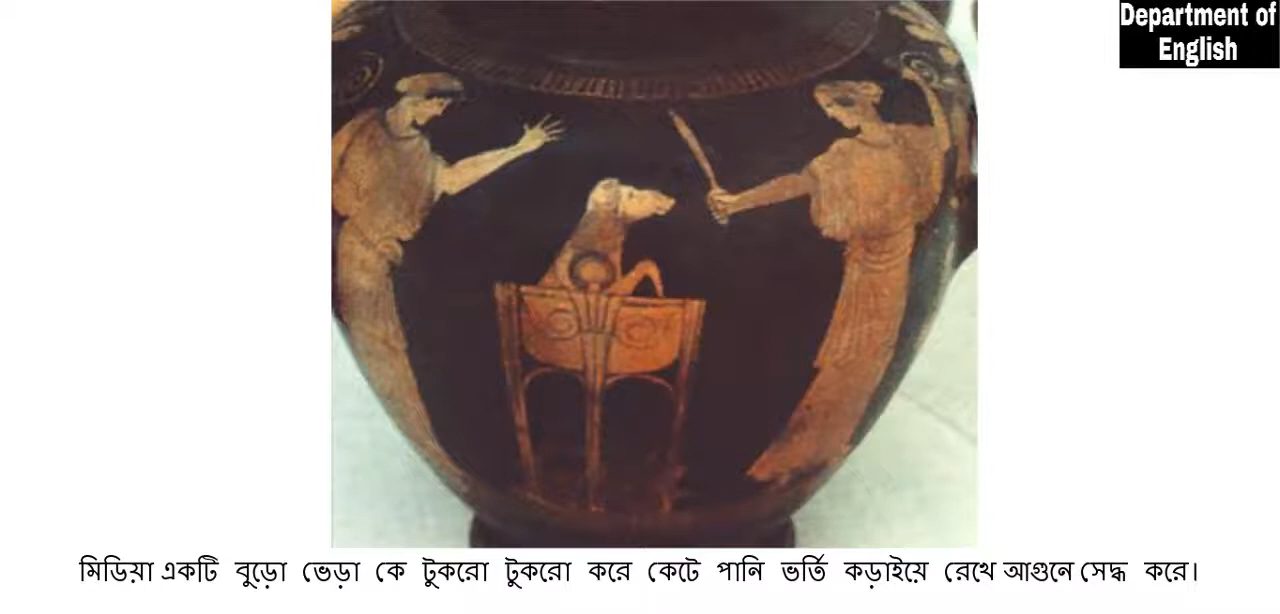 Department of
English
মিডিয়া একটি বুড়ো ভেড়া কে টুকরো টুকরো করে কেটে পানি ভর্তি কড়াইয়ে রেখে আগুনে সেদ্ধ করে।